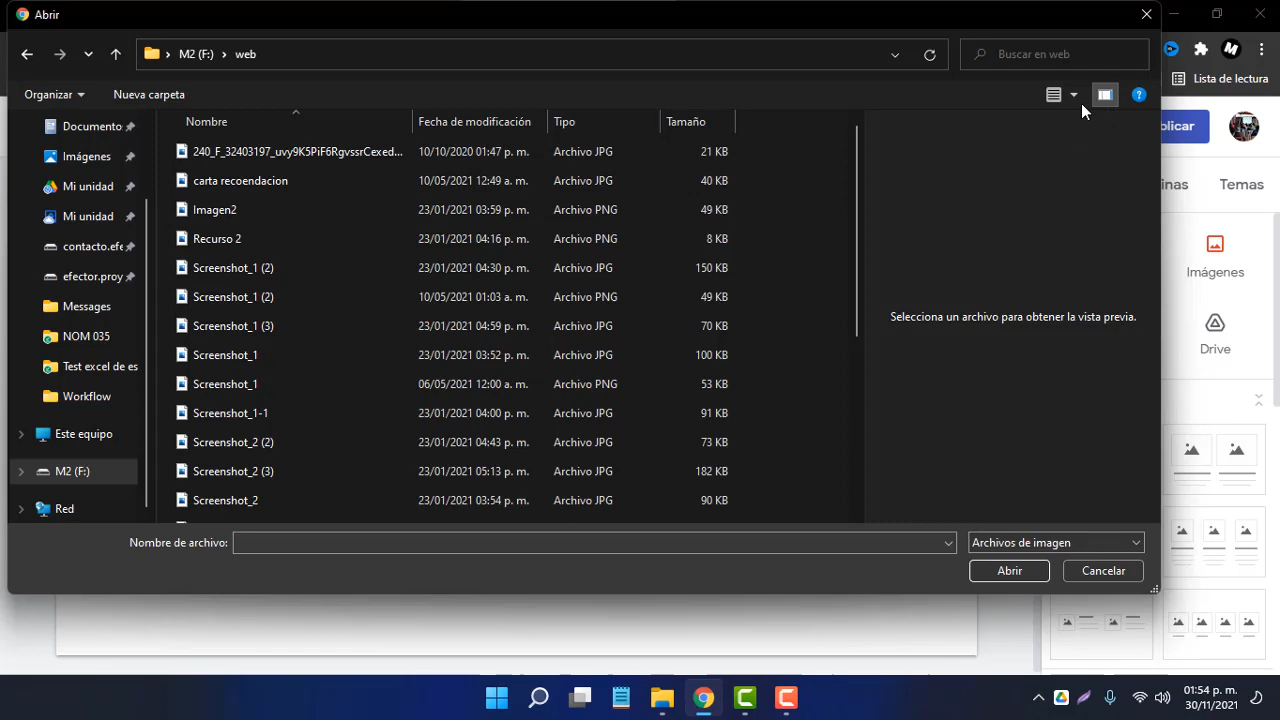 Abrir
M2 (F:) › web
Buscar en web
Lista de lectura
Organizar
Nueva carpeta
Nombre
Fecha de modificación
Tipo
Tamaño
240_F_32403197_uvy9K5PiF6RgvssrCexed...
10/10/2020 01:47 p. m.
Archivo JPG
21 KB
carta recoendacion
10/05/2021 12:49 a. m.
Archivo JPG
40 KB
Imagen2
23/01/2021 03:59 p. m.
Archivo PNG
49 KB
Recurso 2
23/01/2021 04:16 p. m.
Archivo PNG
8 KB
Screenshot_1 (2)
23/01/2021 04:30 p. m.
Archivo JPG
150 KB
Screenshot_1 (2)
10/05/2021 01:03 a. m.
Archivo PNG
49 KB
Screenshot_1 (3)
23/01/2021 04:59 p. m.
Archivo JPG
70 KB
Screenshot_1
23/01/2021 03:52 p. m.
Archivo JPG
100 KB
Screenshot_1
06/05/2021 12:00 a. m.
Archivo PNG
53 KB
Screenshot_1-1
23/01/2021 04:00 p. m.
Archivo JPG
91 KB
Screenshot_2 (2)
23/01/2021 04:43 p. m.
Archivo JPG
73 KB
Screenshot_2 (3)
23/01/2021 05:13 p. m.
Archivo JPG
182 KB
Screenshot_2
23/01/2021 03:54 p. m.
Archivo JPG
90 KB
Documento
Imágenes
Mi unidad
Mi unidad
contacto.efe
efector.proy
Messages
NOM 035
Test excel de es
Workflow
Este equipo
M2 (F:)
Red
Selecciona un archivo para obtener la vista previa.
Nombre de archivo:
Archivos de imagen
Abrir
Cancelar
blicar
inas
Temas
Imágenes
Drive
01:54 p. m.
30/11/2021